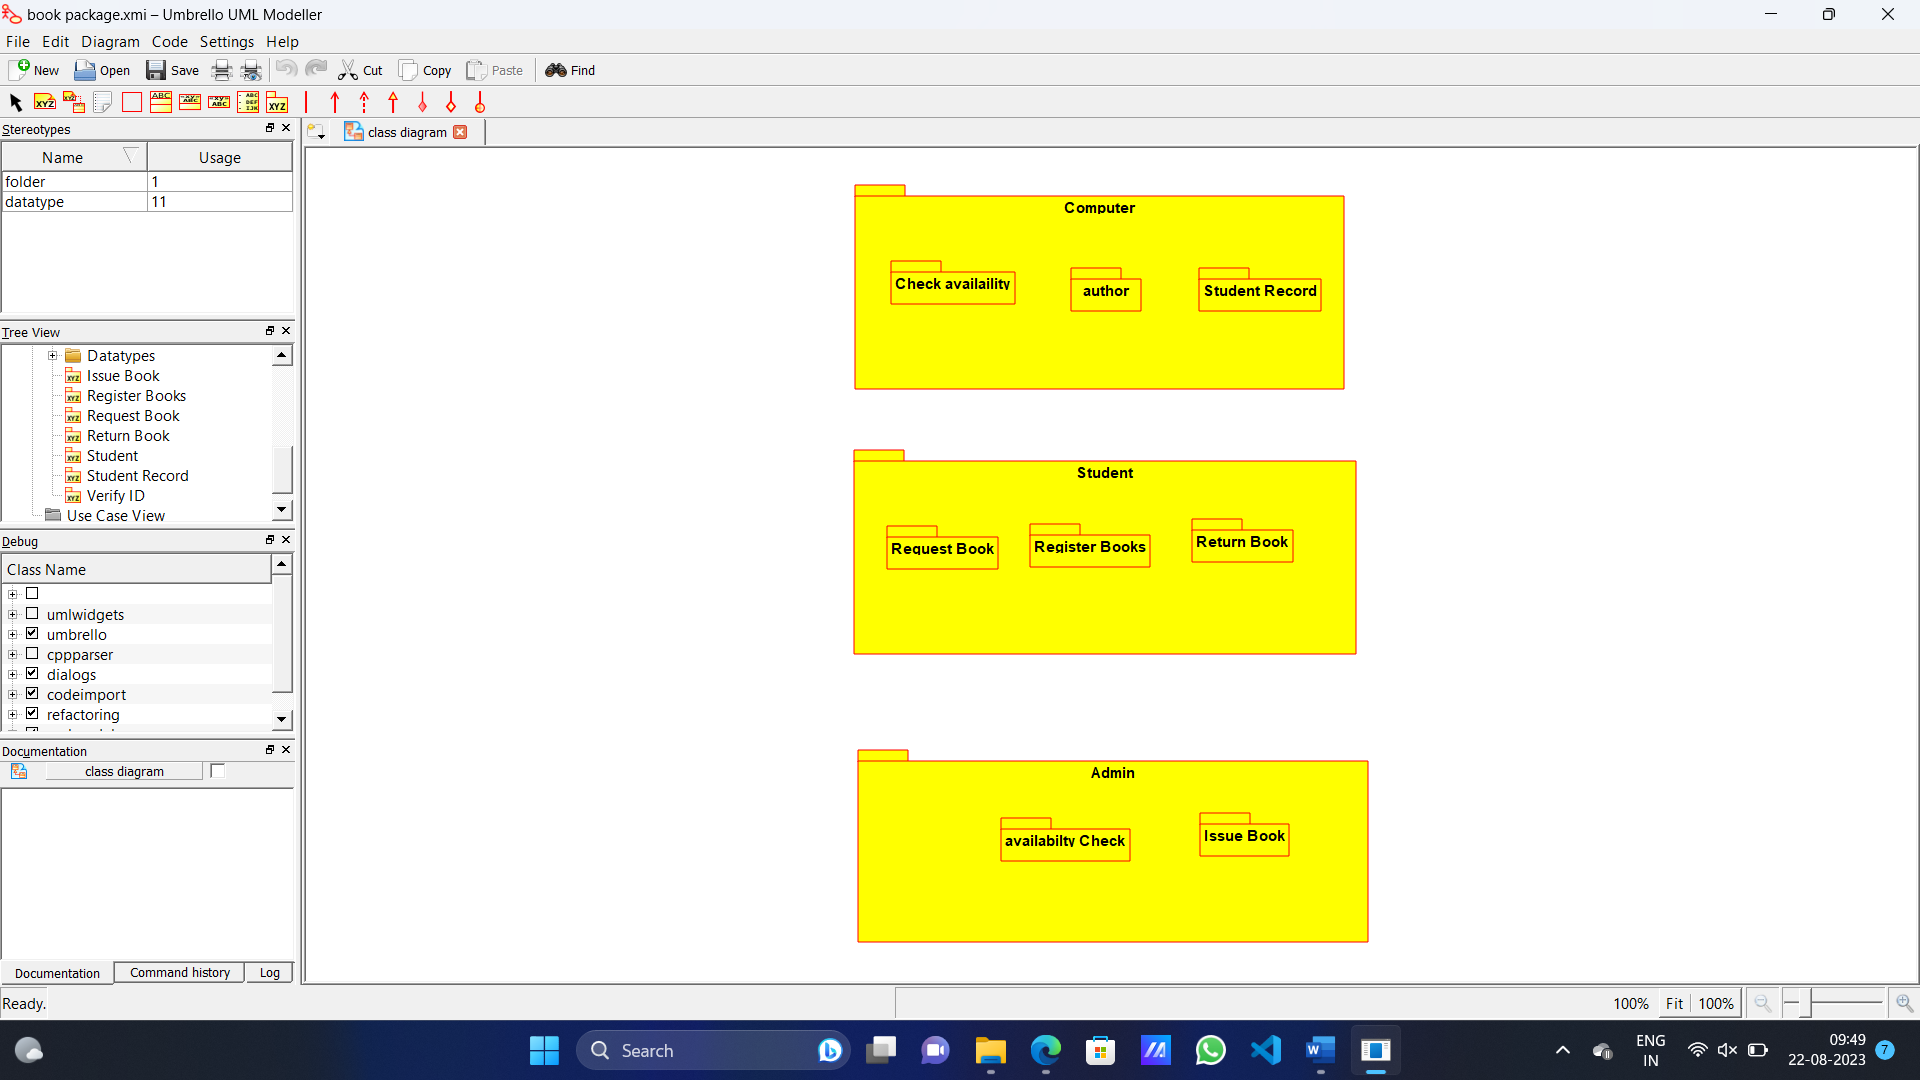 book package.xmi – Umbrello UML Modeller
File Edit Diagram Code Settings Help
New Open Save Cut Copy Paste Find
Stereotypes
Name Usage
folder 1
datatype 11
Tree View
Datatypes
Issue Book
Register Books
Request Book
Return Book
Student
Student Record
Verify ID
Use Case View
Debug
Class Name
umlwidgets
umbrello
cppparser
dialogs
codeimport
refactoring
Documentation
class diagram
Documentation Command history Log
class diagram
Computer
Check availaility
author
Student Record
Student
Request Book
Register Books
Return Book
Admin
availabilty Check
Issue Book
Ready.
100% Fit 100%
Search
ENG
IN
09:49
22-08-2023
7